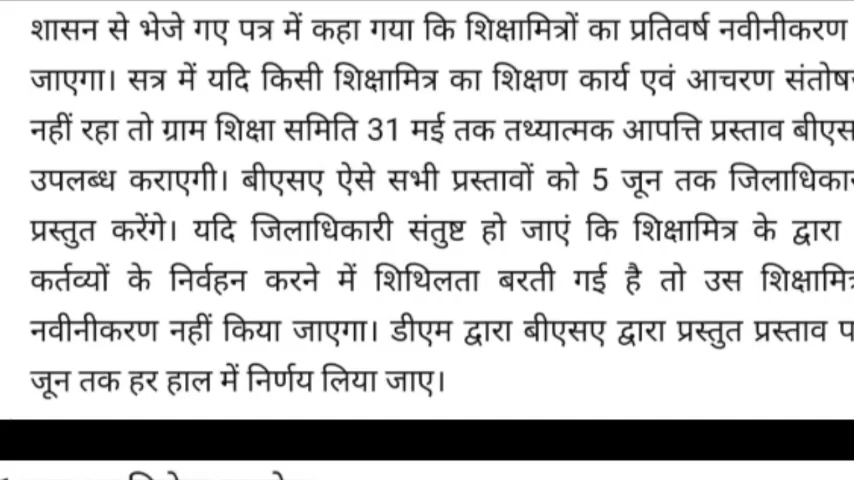 शासन से भेजे गए पत्र में कहा गया कि शिक्षामित्रों का प्रतिवर्ष नवीनीकरण
जाएगा। सत्र में यदि किसी शिक्षामित्र का शिक्षण कार्य एवं आचरण
नहीं रहा तो ग्राम शिक्षा समिति 31 मई तक तथ्यात्मक आपत्ति प्रस्ताव
उपलब्ध कराएगी। बीएसए ऐसे सभी प्रस्तावों को 5 जून तक
प्रस्तुत करेंगे। यदि जिलाधिकारी संतुष्ट हो जाएं कि शिक्षामित्र के द्वारा
कर्तव्यों के निर्वहन करने में शिथिलता बरती गई है तो उस
नवीनीकरण नहीं किया जाएगा। डीएम द्वारा बीएसए द्वारा प्रस्तुत प्रस्ताव
जून तक हर हाल में निर्णय लिया जाए।